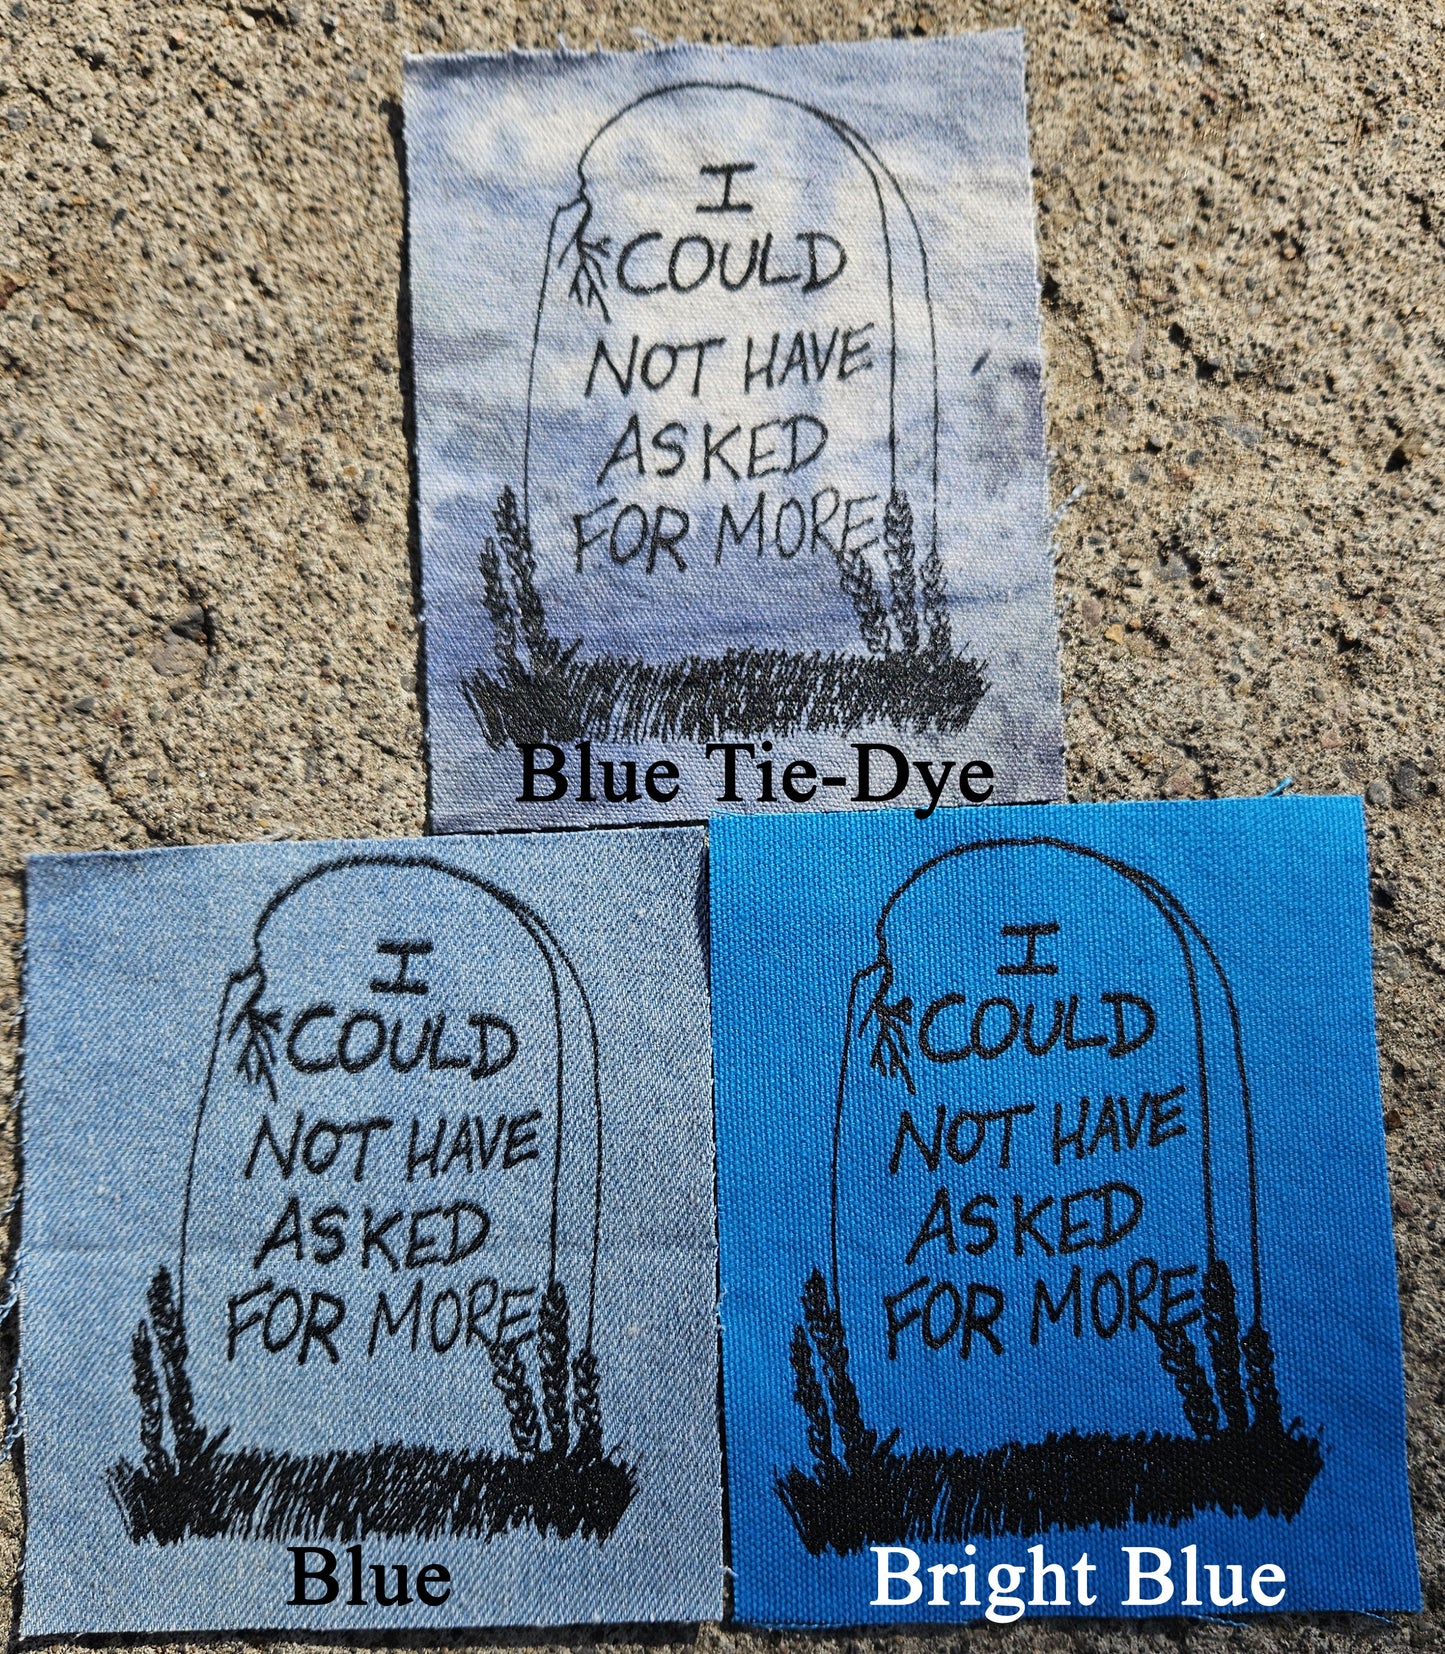 I
COULD
NOT HAVE
ASKED
FOR MORE
Blue Tie-Dye
I
COULD
NOT HAVE
ASKED
FOR MORE
Blue
I
COULD
NOT HAVE
ASKED
FOR MORE
Bright Blue